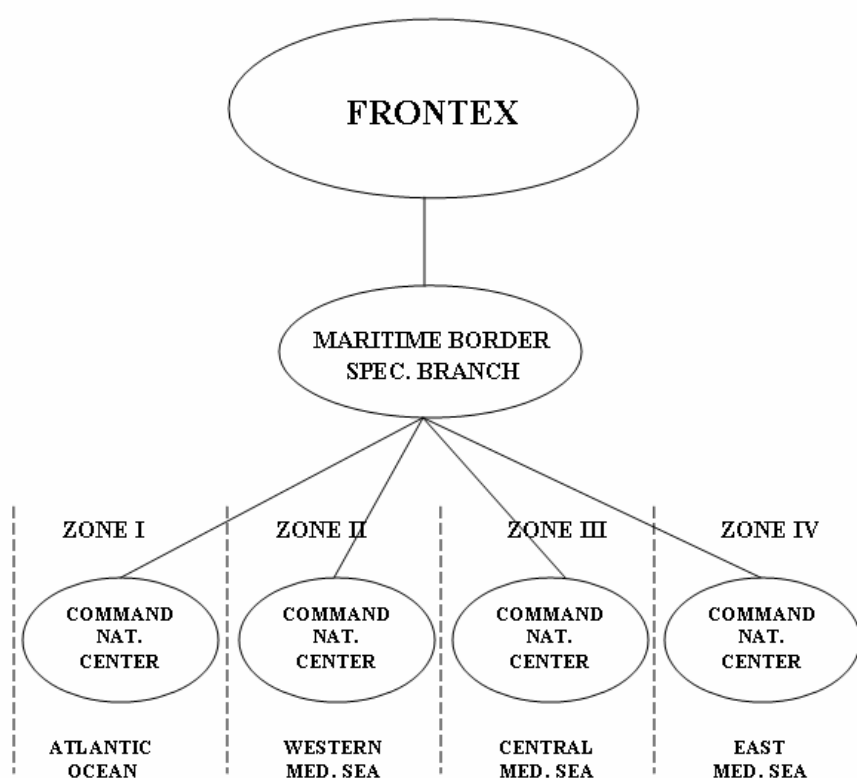 FRONTEX
MARITIME BORDER
SPEC. BRANCH
ZONE I
ZONE II
ZONE III
ZONE IV
COMMAND
NAT.
CENTER
COMMAND
NAT.
CENTER
COMMAND
NAT.
CENTER
COMMAND
NAT.
CENTER
ATLANTIC
OCEAN
WESTERN
MED. SEA
CENTRAL
MED. SEA
EAST
MED. SEA